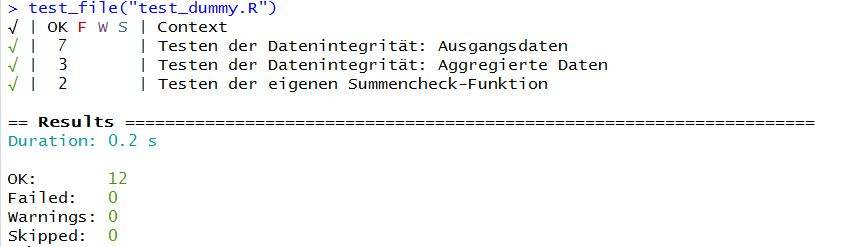 > test_file("test_dummy.R")
√ | OK F W S | Context
√ | 7 | Testen der Datenintegrität: Ausgangsdaten
√ | 3 | Testen der Datenintegrität: Aggregierte Daten
√ | 2 | Testen der eigenen Summencheck-Funktion
== Results =====================================================================
Duration: 0.2 s
OK: 12
Failed: 0
Warnings: 0
Skipped: 0